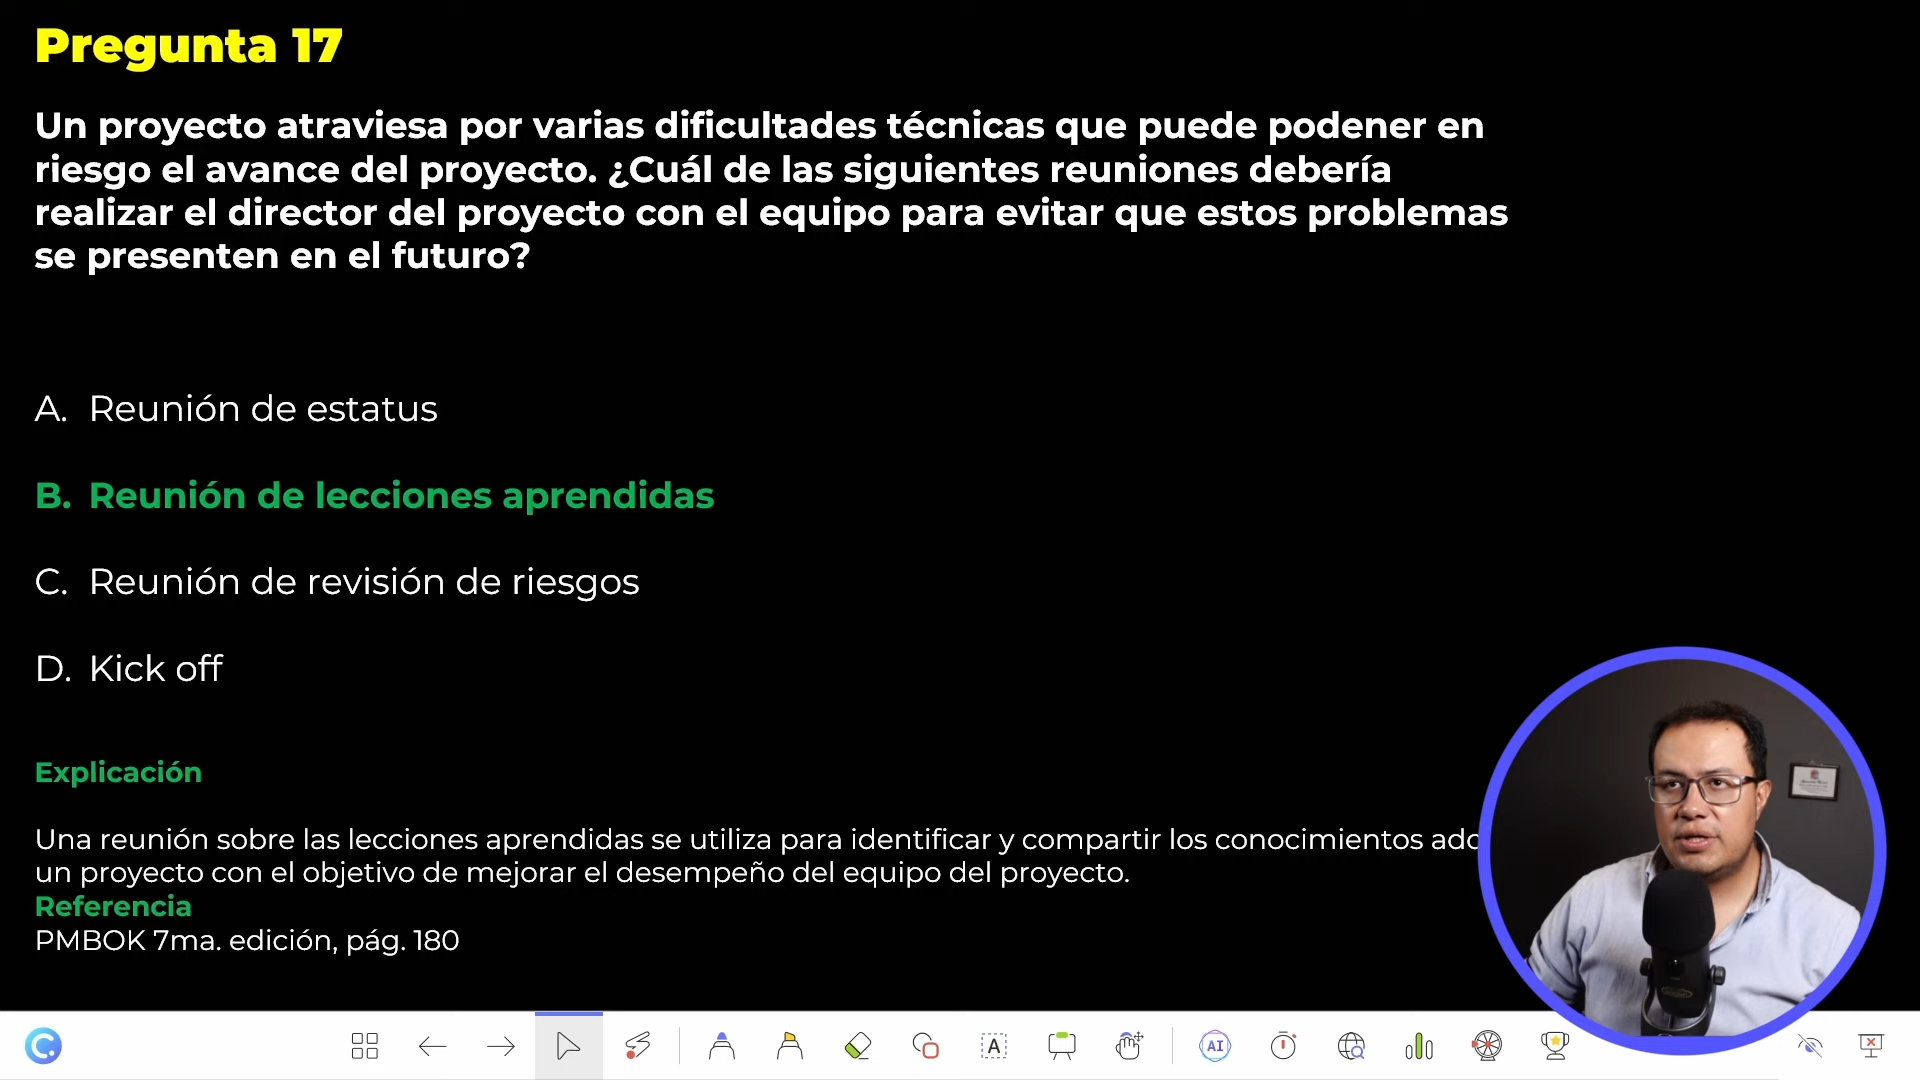 Pregunta 17
Un proyecto atraviesa por varias dificultades técnicas que puede podener en
riesgo el avance del proyecto. ¿Cuál de las siguientes reuniones debería
realizar el director del proyecto con el equipo para evitar que estos problemas
se presenten en el futuro?
A. Reunión de estatus
B. Reunión de lecciones aprendidas
C. Reunión de revisión de riesgos
D. Kick off
Explicación
Una reunión sobre las lecciones aprendidas se utiliza para identificar y compartir los conocimientos
un proyecto con el objetivo de mejorar el desempeño del equipo del proyecto.
Referencia
PMBOK 7ma. edición, pág. 180
A
AI